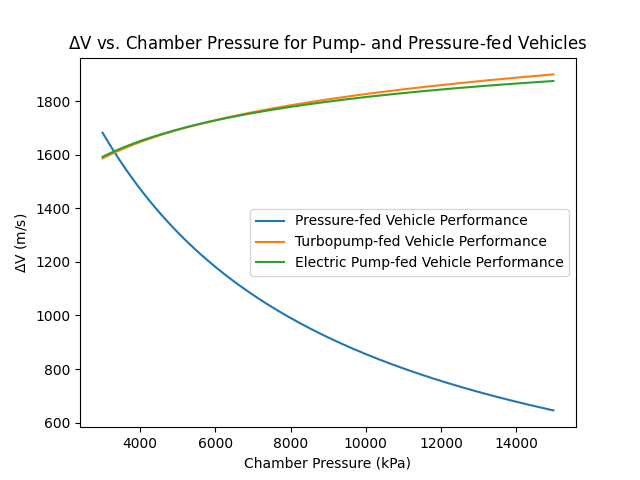 ΔV vs. Chamber Pressure for Pump- and Pressure-fed Vehicles
1800
1600
1400
1200
1000
800
600
ΔV (m/s)
Pressure-fed Vehicle Performance
Turbopump-fed Vehicle Performance
Electric Pump-fed Vehicle Performance
4000 6000 8000 10000 12000 14000
Chamber Pressure (kPa)